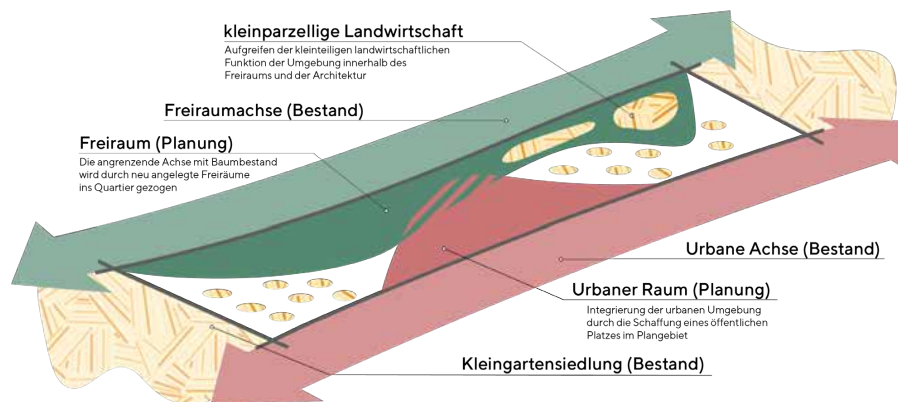 kleinparzellige Landwirtschaft
Aufgreifen der kleinteiligen landwirtschaftlichen
Funktion der Umgebung innerhalb des
Freiraums und der Architektur
Freiraumachse (Bestand)
Freiraum (Planung)
Die angrenzende Achse mit Baumbestand
wird durch neu angelegte Freiräume
ins Quartier gezogen
Urbane Achse (Bestand)
Urbaner Raum (Planung)
Integrierung der urbanen Umgebung
durch die Schaffung eines öffentlichen
Platzes im Plangebiet
Kleingartensiedlung (Bestand)